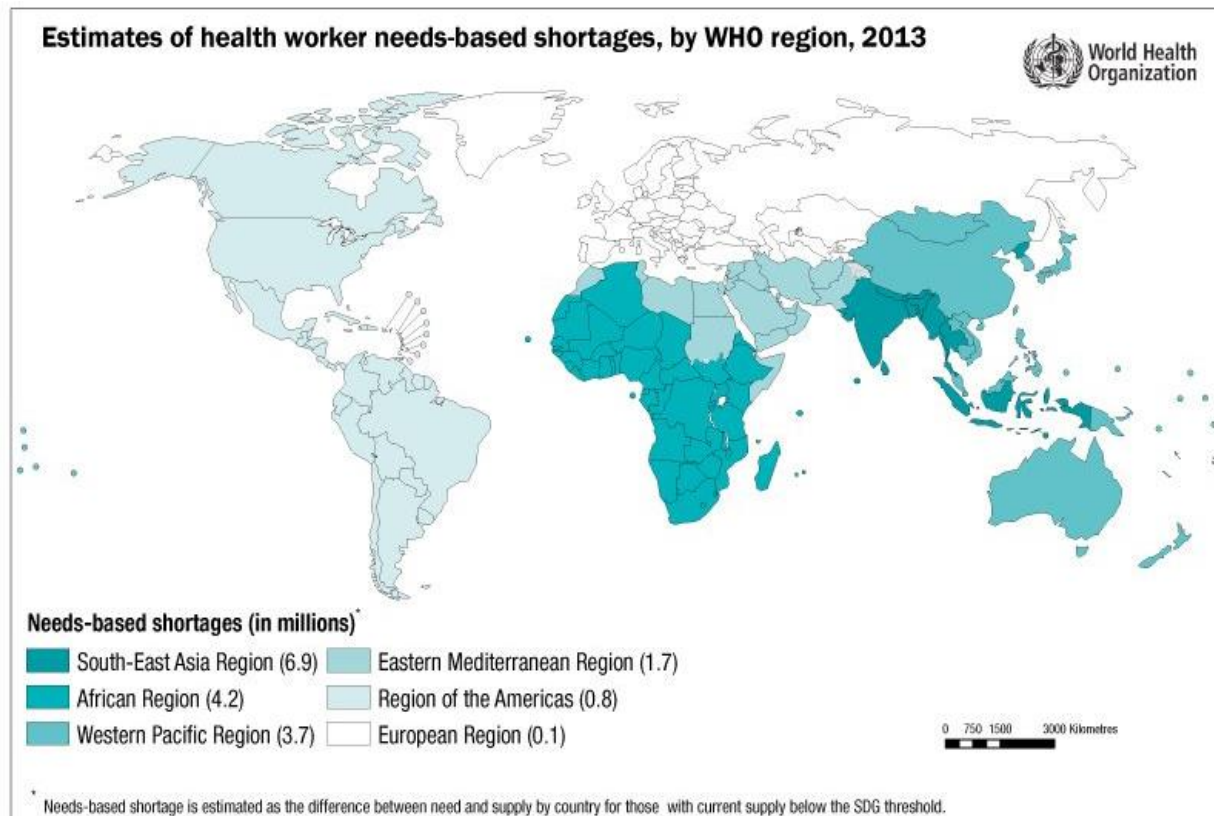 Estimates of health worker needs-based shortages, by WHO region, 2013
World Health
Organization
Needs-based shortages (in millions)*
South-East Asia Region (6.9)
Eastern Mediterranean Region (1.7)
African Region (4.2)
Region of the Americas (0.8)
Western Pacific Region (3.7)
European Region (0.1)
0 750 1500 3000 Kilometres
* Needs-based shortage is estimated as the difference between need and supply by country for those with current supply below the SDG threshold.